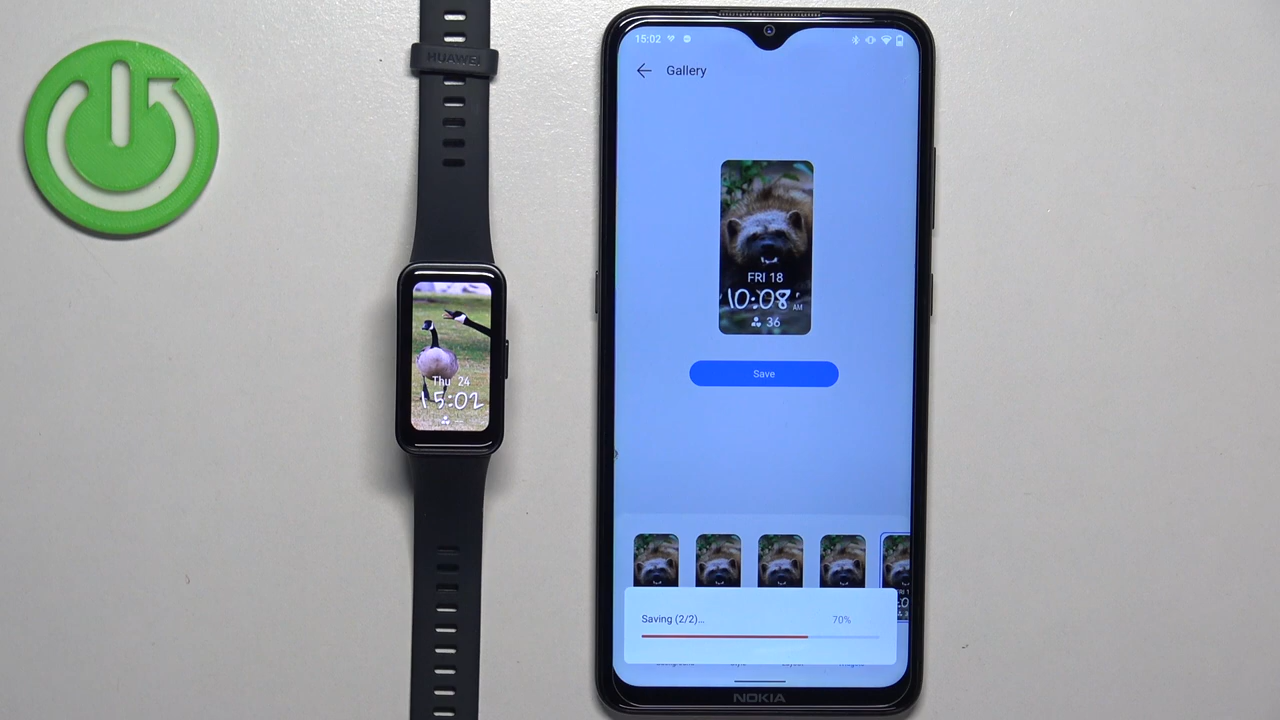 HUAWEI
Thu 24
15:02
15:02
Gallery
FRI 18
10:08 AM
36
Save
Saving (2/2)...
70%
NOKIA